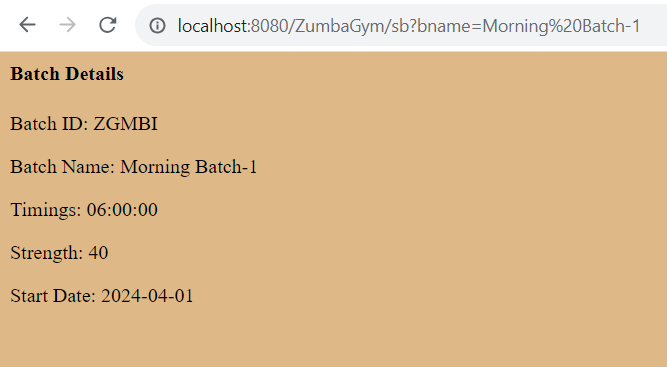 localhost:8080/ZumbaGym/sb?bname=Morning%20Batch-1
Batch Details
Batch ID: ZGMBI
Batch Name: Morning Batch-1
Timings: 06:00:00
Strength: 40
Start Date: 2024-04-01